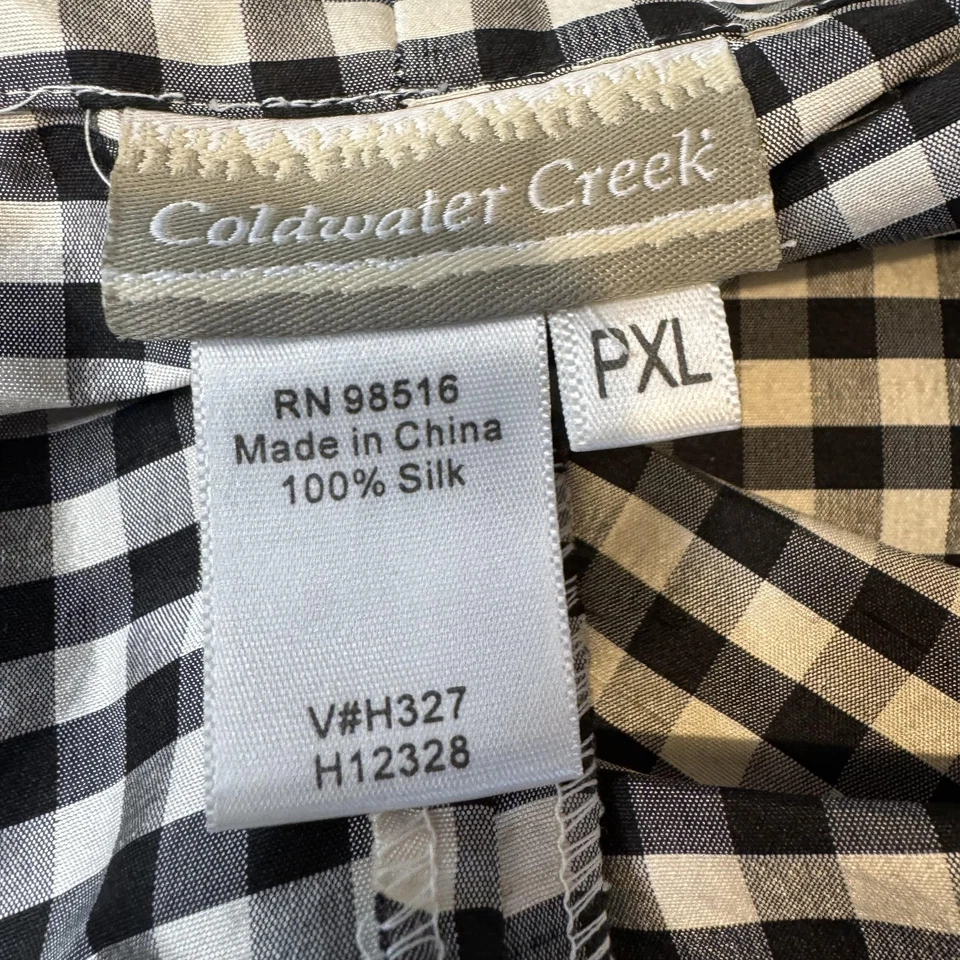 Coldwater Creek
PXL
RN 98516
Made in China
100% Silk
V#H327
H12328